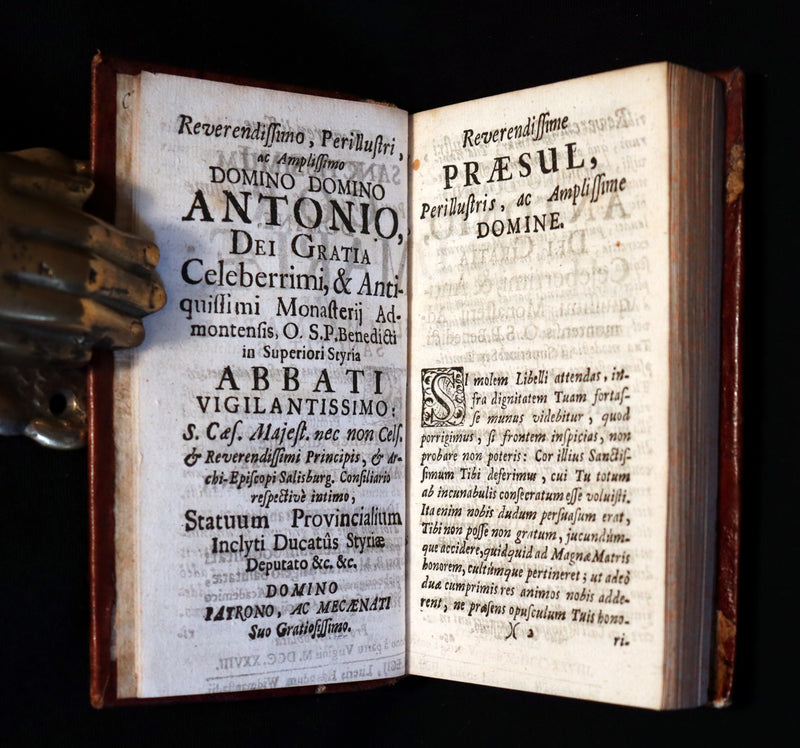 Reverendiſſimo, Perilluſtri,
ac Ampliſſimo
DOMINO DOMINO
ANTONIO,
DEI GRATIA
Celeberrimi, & Anti-
quiſſimi Monaſterij Ad-
montenſis, O. S. P. Benedicti
in Superiori Styria
ABBATI
VIGILANTISSIMO:
S. Cæſ. Majeſt. nec non Celſ.
& Reverendiſſimi Principis, & Ar-
chi-Epiſcopi Salisburg. Conſiliario
reſpectivè intimo,
Statuum Provincialium
Inclyti Ducatûs Styriæ
Deputato &c. &c.
DOMINO
PATRONO, AC MECÆNATI
Suo Gratioſiſſimo.
Reverendiſſime
PRÆSUL,
Perilluſtris, ac Ampliſſime
DOMINE.
SI molem Libelli attendas, in-
fra dignitatem Tuam fortaſ-
ſe munus videbitur, quod
porrigimus, ſi frontem inſpicias, non
probare non poteris: Cor illius Sanctiſ-
ſimum Tibi deferimus, cui Tu totum
ab incunabulis conſecratum eſſe voluiſti.
Ita enim nobis dudum perſuaſum erat,
Tibi non poſſe non gratum, jucundúm-
que accidere, quidquid ad Magnæ Matris
honorem, cultúmque pertineret; ut adeò
duæ cumprimis res animos nobis adde-
rent, ne præſens opuſculum Tuis hono-
ri-